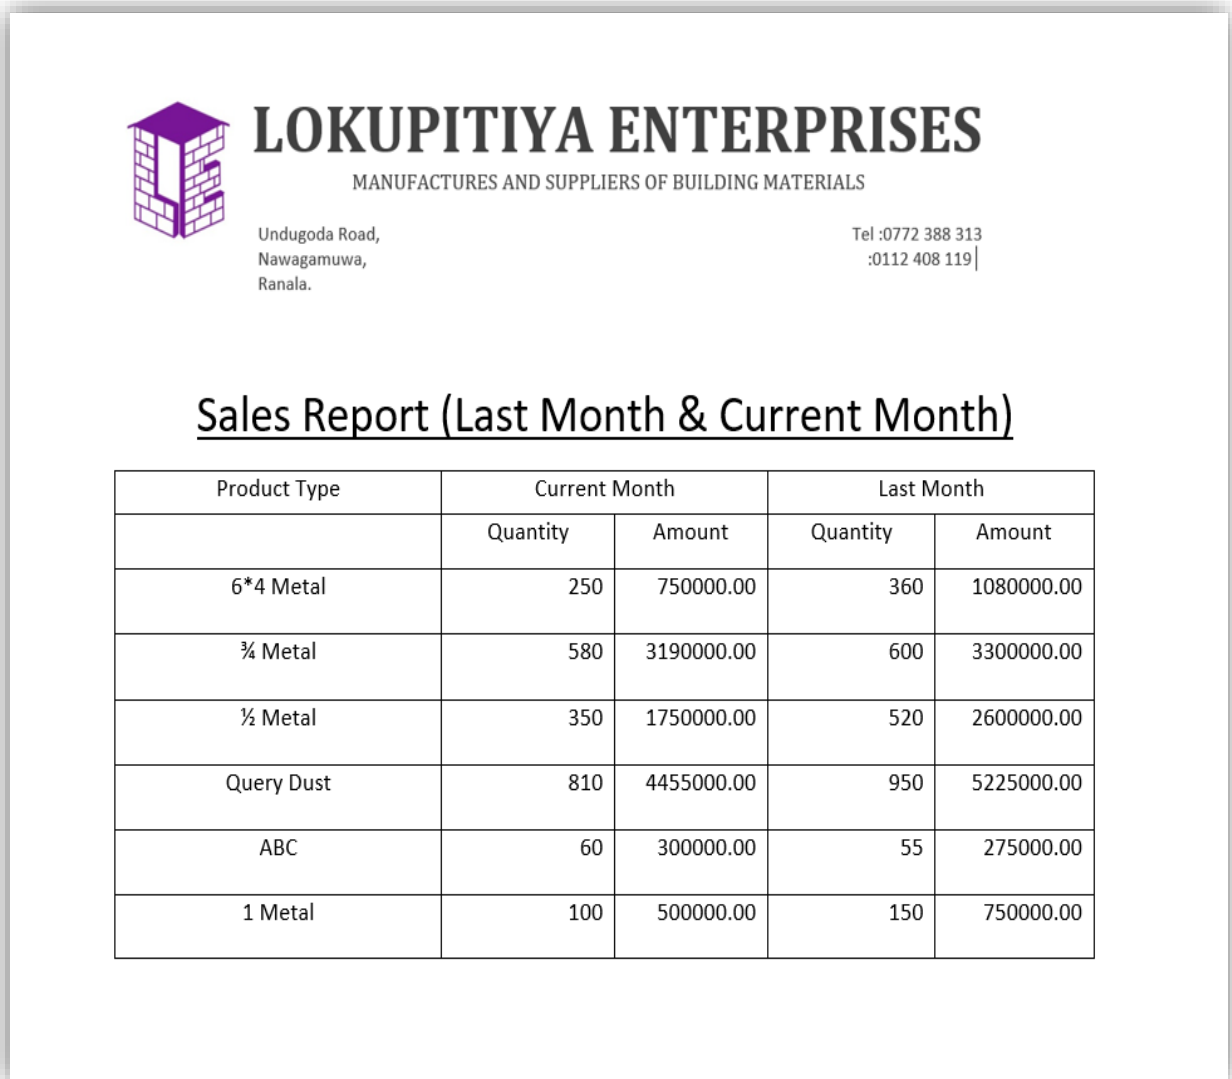 LOKUPITIYA ENTERPRISES
MANUFACTURES AND SUPPLIERS OF BUILDING MATERIALS
Undugoda Road, Tel :0772 388 313
Nawagamuwa, :0112 408 119
Ranala.
Sales Report (Last Month & Current Month)
Product Type Current Month Last Month
Quantity Amount Quantity Amount
6*4 Metal 250 750000.00 360 1080000.00
¾ Metal 580 3190000.00 600 3300000.00
½ Metal 350 1750000.00 520 2600000.00
Query Dust 810 4455000.00 950 5225000.00
ABC 60 300000.00 55 275000.00
1 Metal 100 500000.00 150 750000.00